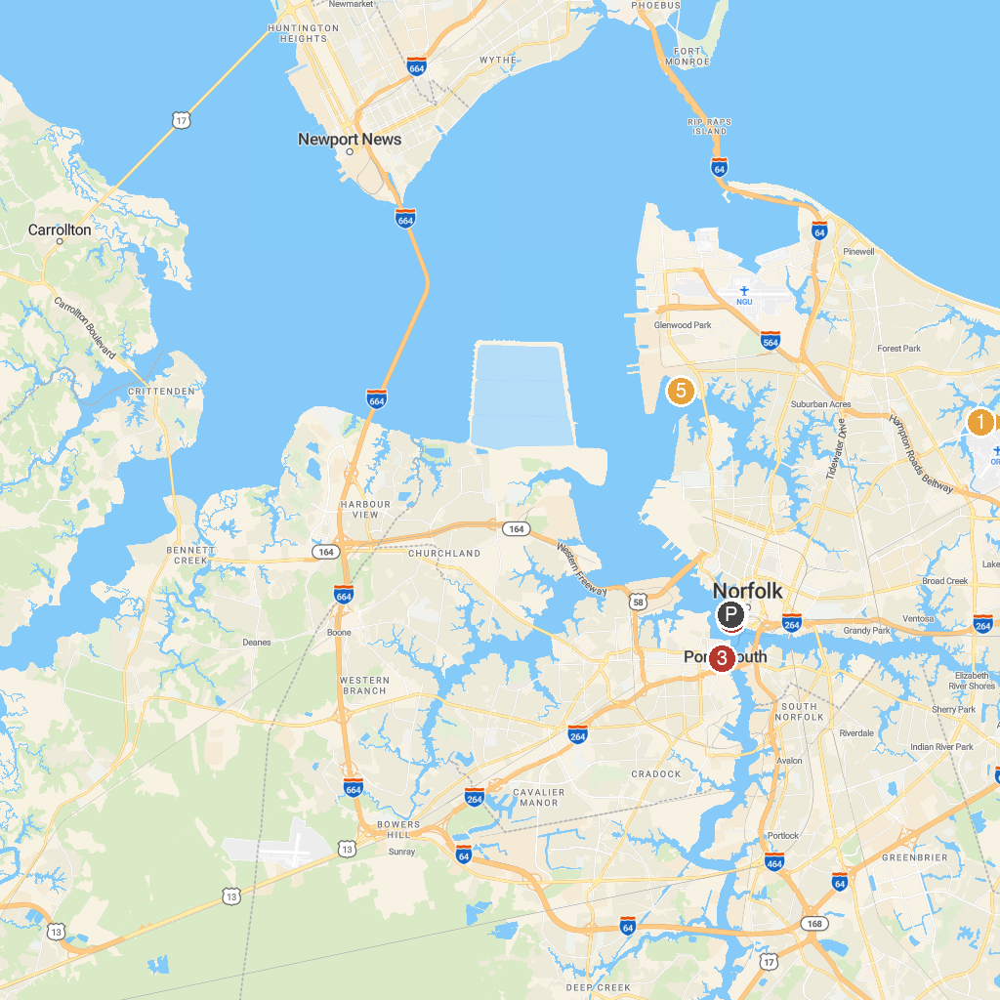 Newmarket
PHOEBUS
HUNTINGTON
HEIGHTS
WYTHE
FORT
MONROE
664
17
RIP RAPS
ISLAND
Newport News
64
664
Carrollton
64
Pinewell
NGU
Carrollton Boulevard
Glenwood Park
564
Forest Park
CRITTENDEN
5
664
Suburban Acres
1
Tidewater Drive
Hampton Roads Beltway
HARBOUR
VIEW
164
BENNETT
CREEK
164
CHURCHLAND
Western Freeway
Broad Creek
664
58
Norfolk
P
264
Ventosa
264
Grandy Park
Boone
Deanes
3
Elizabeth
River Shores
WESTERN
BRANCH
SOUTH
NORFOLK
Sherry Park
264
Riverdale
Indian River Park
Avalon
CRADOCK
664
264
CAVALIER
MANOR
BOWERS
HILL
Portlock
13
Sunray
64
464
GREENBRIER
64
13
13
64
168
17
DEEP CREEK